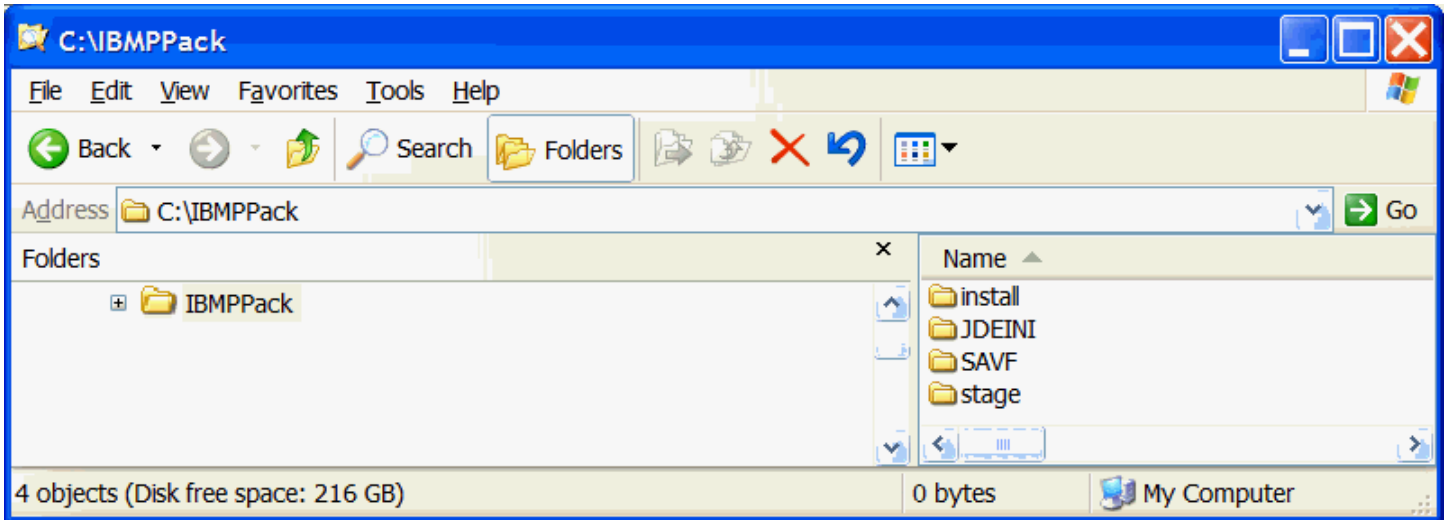 C:\IBMPPack
File Edit View Favorites Tools Help
Back Search Folders
Address C:\IBMPPack Go
Folders × Name
IBMPPack
install
JDEINI
SAVF
stage
4 objects (Disk free space: 216 GB) 0 bytes My Computer